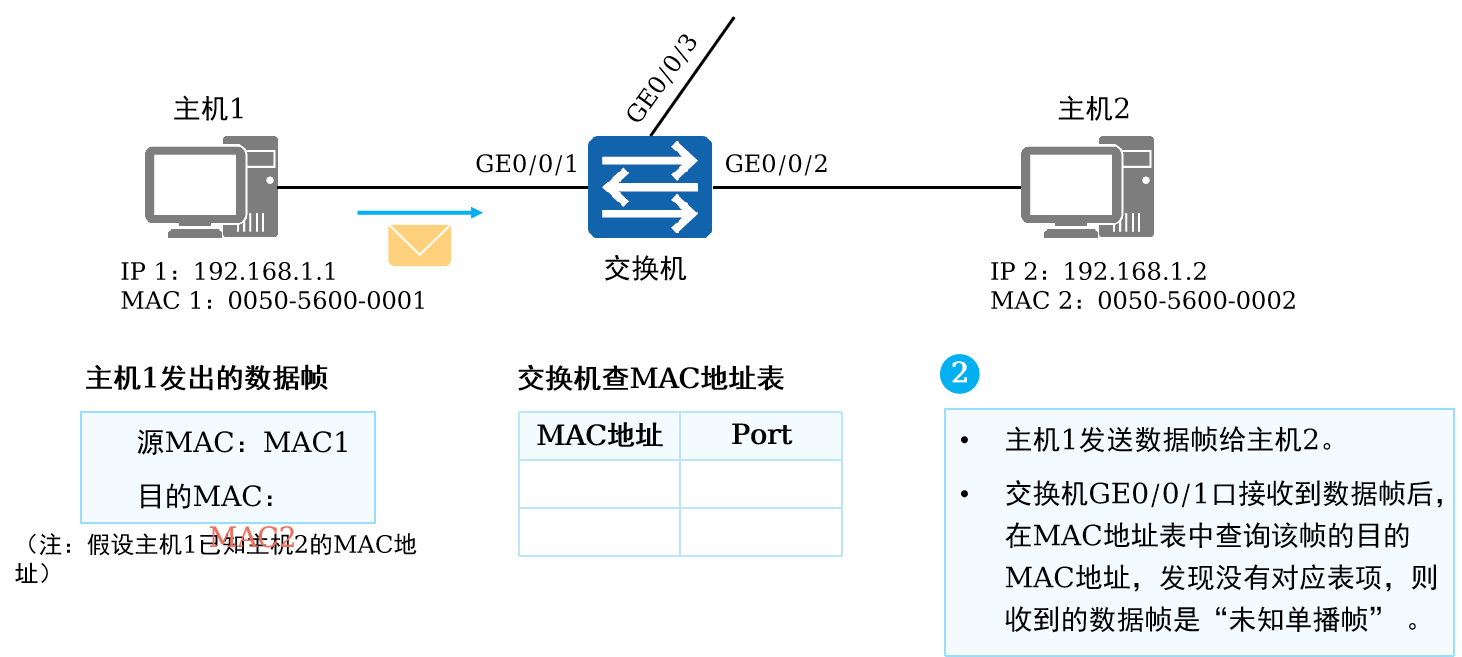 GE0/0/3
主机1
主机2
GE0/0/1
GE0/0/2
交换机
IP 1：192.168.1.1
MAC 1：0050-5600-0001
IP 2：192.168.1.2
MAC 2：0050-5600-0002
主机1发出的数据帧
源MAC：MAC1
目的MAC：
MAC2
（注：假设主机1已知主机2的MAC地
址）
交换机查MAC地址表
MAC地址 Port
2
• 主机1发送数据帧给主机2。
• 交换机GE0/0/1口接收到数据帧后，
在MAC地址表中查询该帧的目的
MAC地址，发现没有对应表项，则
收到的数据帧是“未知单播帧” 。